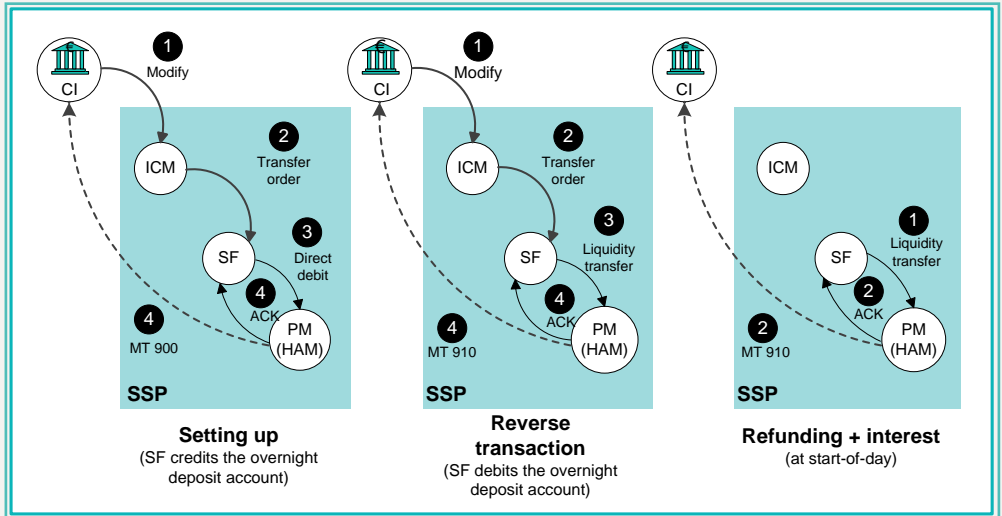 1
Modify
€
CI
ICM
2
Transfer
order
SF
3
Direct
debit
4
ACK
4
MT 900
PM
(HAM)
SSP
Setting up
(SF credits the overnight
deposit account)
1
Modify
€
CI
ICM
2
Transfer
order
SF
3
Liquidity
transfer
4
ACK
4
MT 910
PM
(HAM)
SSP
Reverse
transaction
(SF debits the overnight
deposit account)
€
CI
ICM
1
Liquidity
transfer
SF
2
ACK
2
MT 910
PM
(HAM)
SSP
Refunding + interest
(at start-of-day)